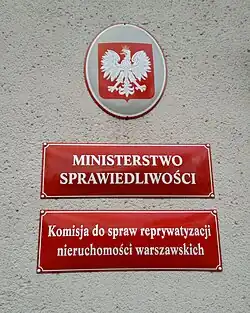 MINISTERSTWO
SPRAWIEDLIWOŚCI
Komisja do spraw reprywatyzacji
nieruchomości warszawskich